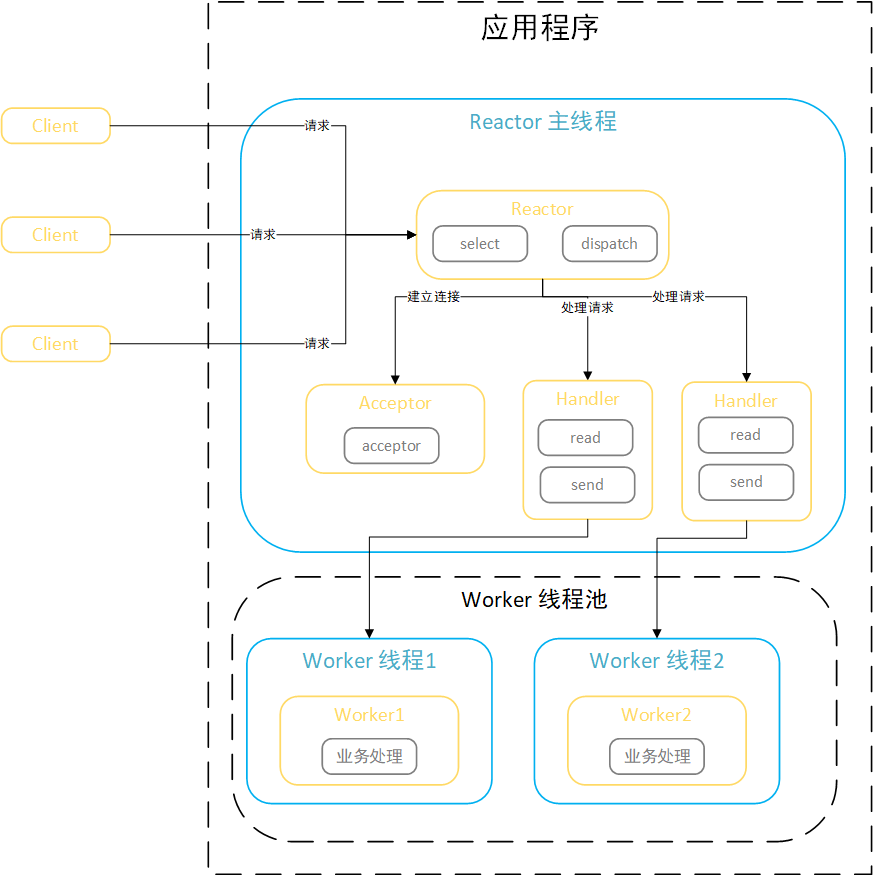 应用程序
Reactor 主线程
Client
请求
Client
请求
Client
请求
Reactor
select
dispatch
建立连接
处理请求
处理请求
Acceptor
acceptor
Handler
read
send
Handler
read
send
Worker 线程池
Worker 线程1
Worker1
业务处理
Worker 线程2
Worker2
业务处理